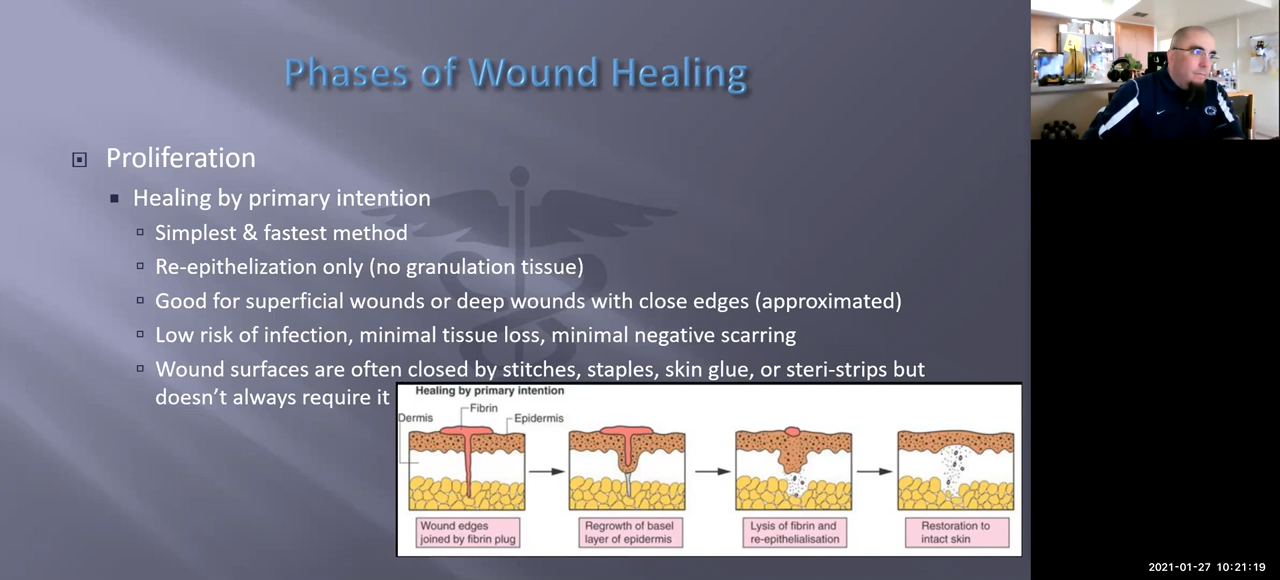 Phases of Wound Healing
Proliferation
Healing by primary intention
Simplest & fastest method
Re-epithelization only (no granulation tissue)
Good for superficial wounds or deep wounds with close edges (approximated)
Low risk of infection, minimal tissue loss, minimal negative scarring
Wound surfaces are often closed by stitches, staples, skin glue, or steri-strips but
doesn't always require it
Healing by primary intention
Dermis
Fibrin
Epidermis
Wound edges
joined by fibrin plug
Regrowth of basel
layer of epidermis
Lysis of fibrin and
re-epithelialisation
Restoration to
intact skin
2021-01-27 10:21:19